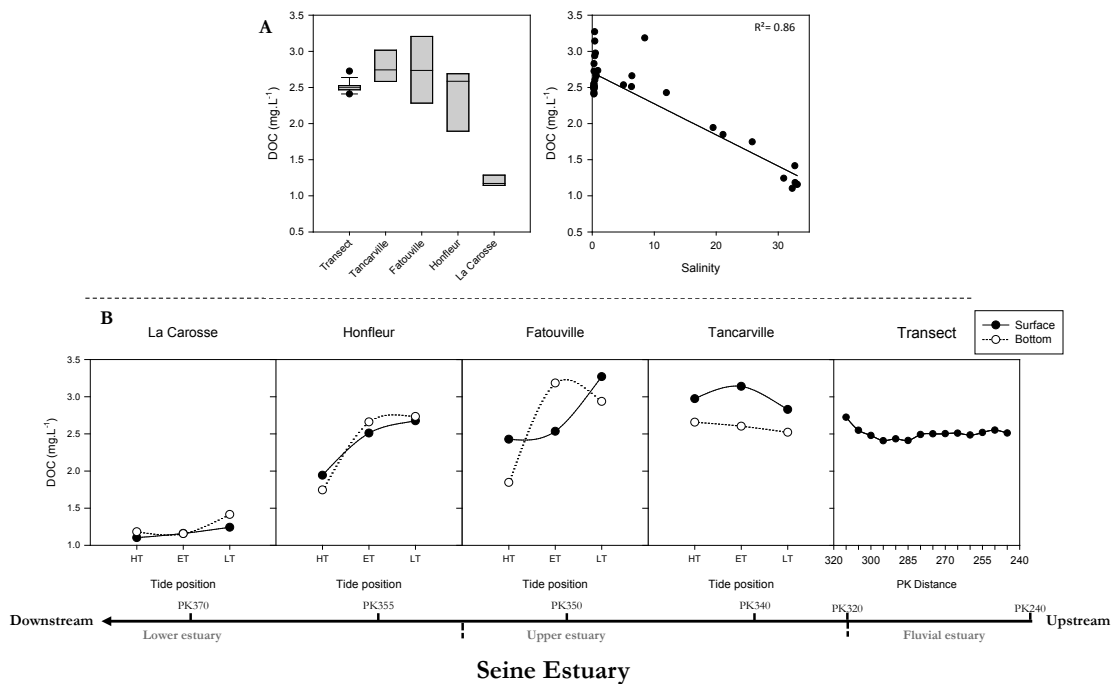 A
DOC (mg.L⁻¹)
3.5
3.0
2.5
2.0
1.5
1.0
0.5
Transect
Tancarville
Fatouville
Honfleur
La Carosse
R²= 0.86
DOC (mg.L⁻¹)
3.5
3.0
2.5
2.0
1.5
1.0
0.5
0 10 20 30
Salinity
B
La Carosse Honfleur Fatouville Tancarville Transect
Surface
Bottom
DOC (mg.L⁻¹)
3.5
3.0
2.5
2.0
1.5
1.0
HT ET LT HT ET LT HT ET LT HT ET LT 320 300 285 270 255 240
Tide position Tide position Tide position Tide position PK Distance
PK370 PK355 PK350 PK340 PK320 PK240
Downstream Upstream
Lower estuary Upper estuary Fluvial estuary
Seine Estuary